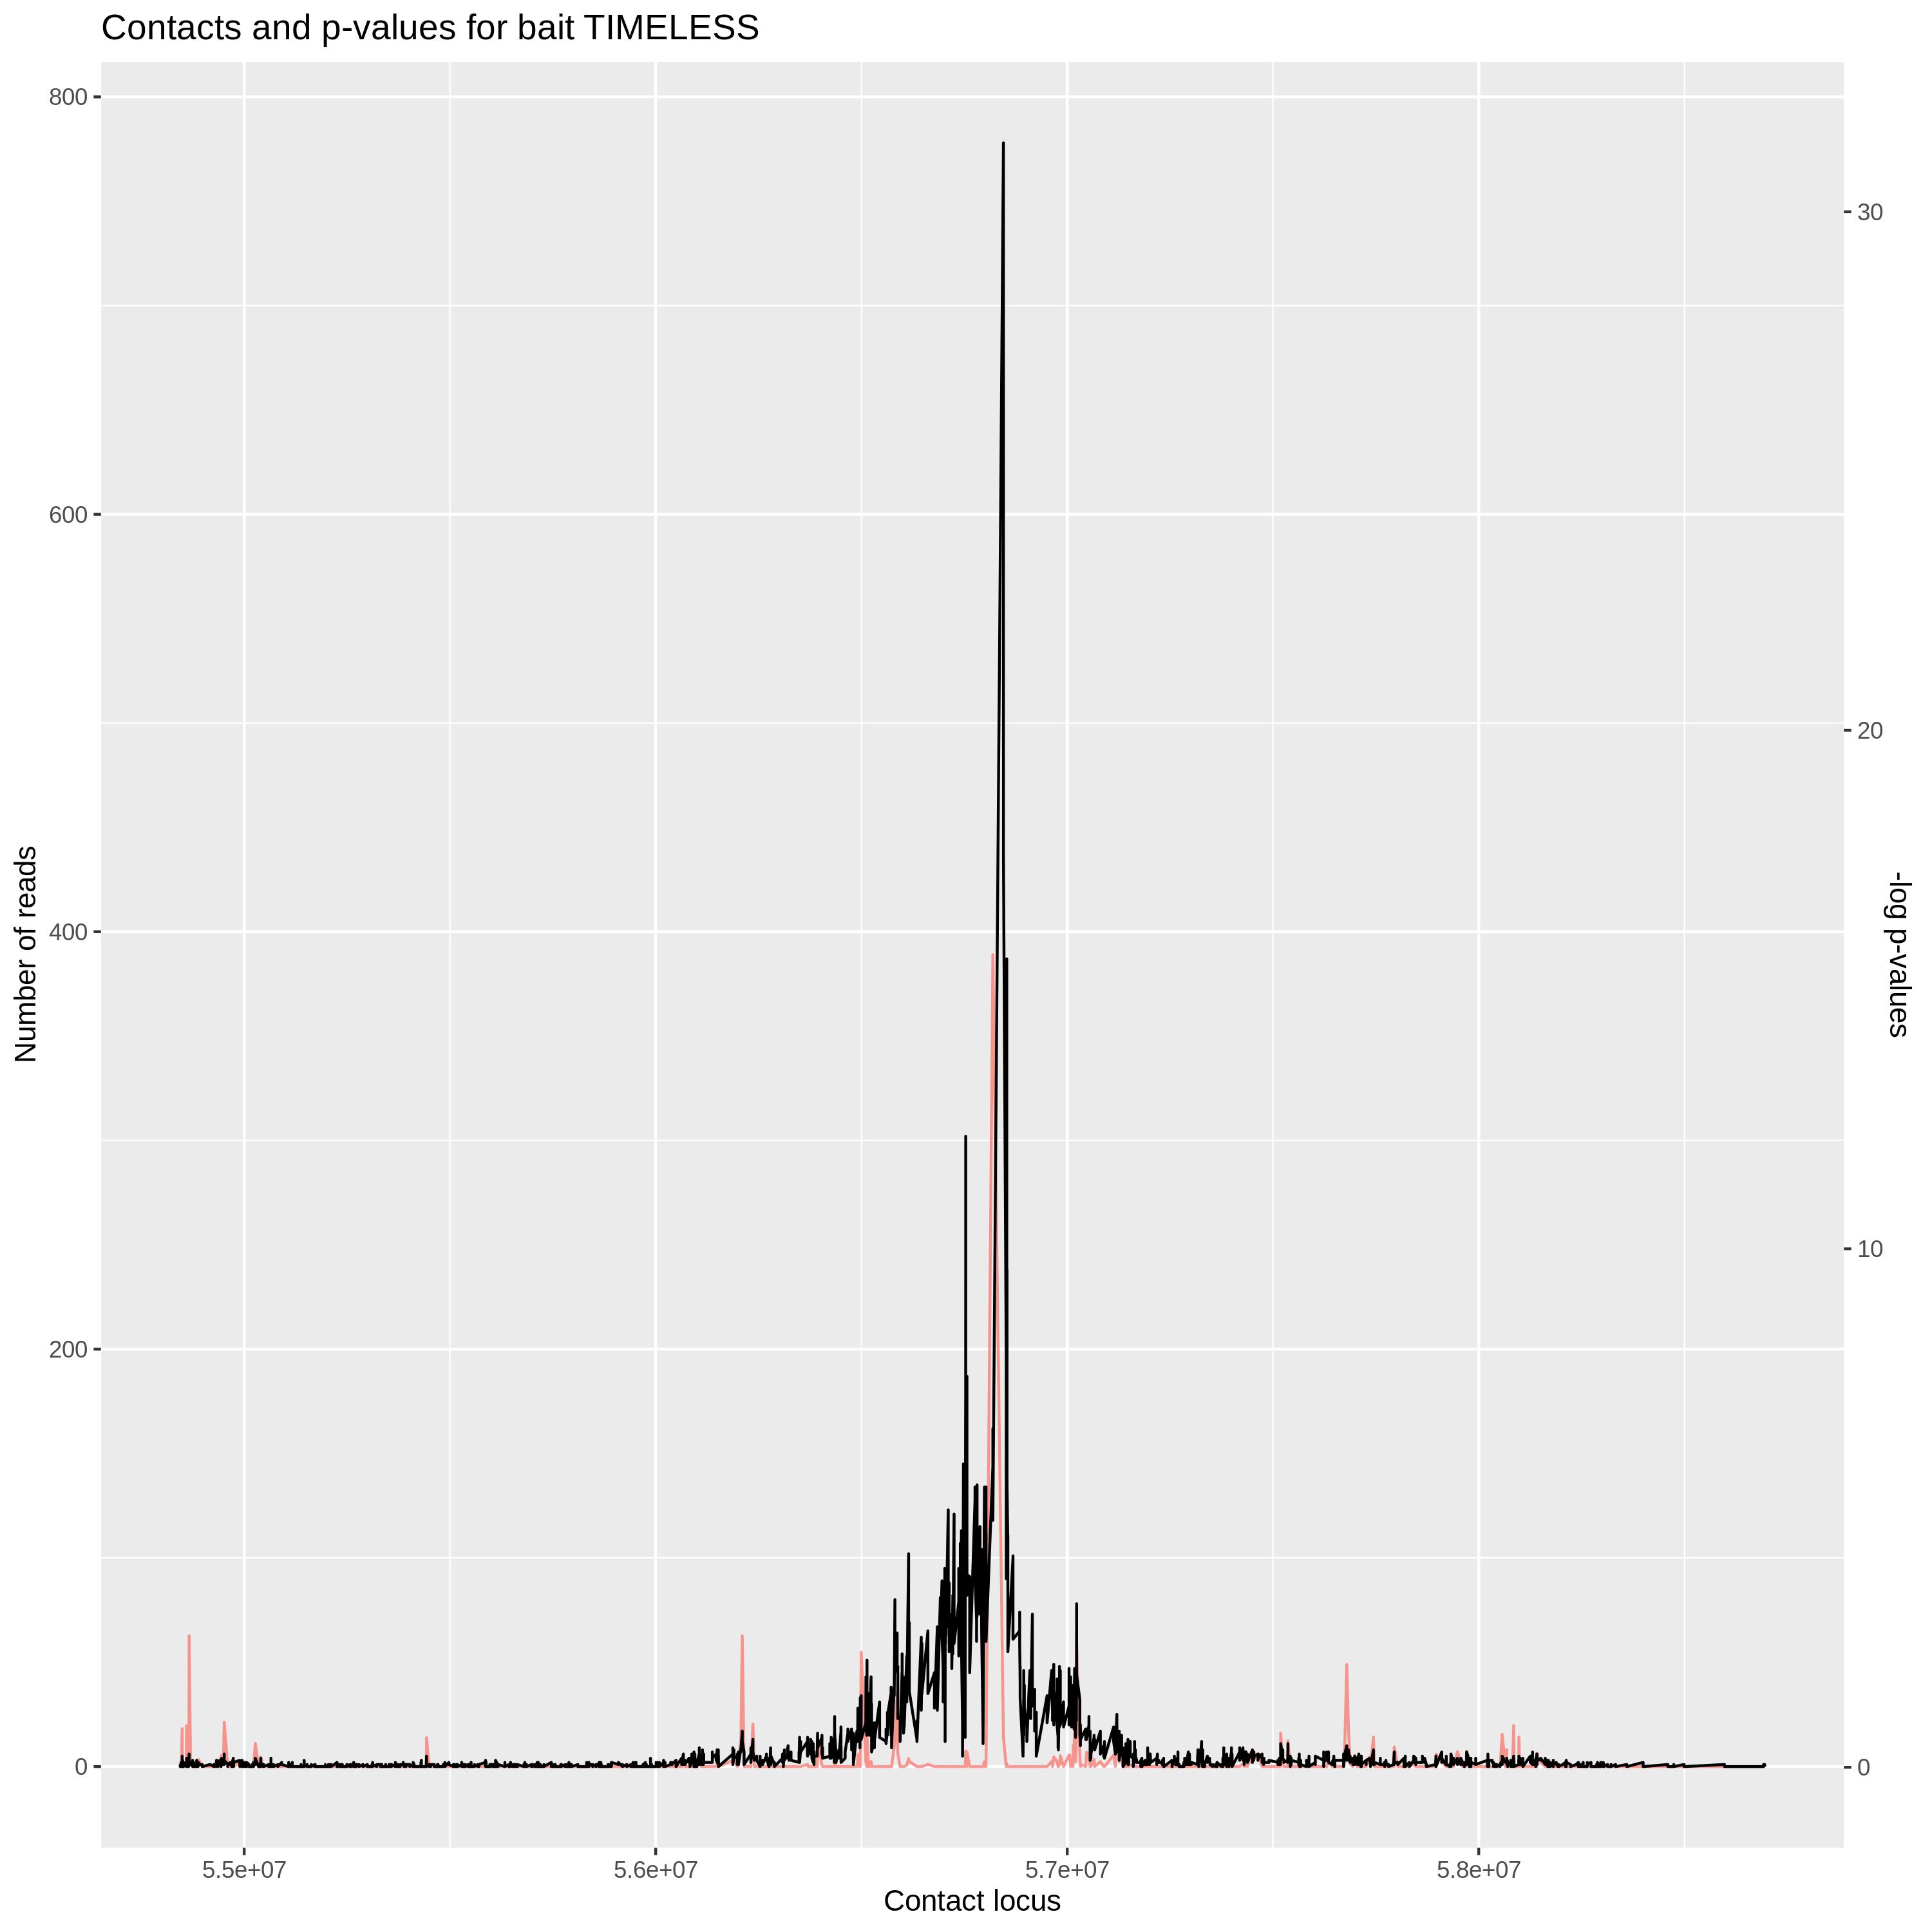 Contacts and p-values for bait TIMELESS
800
600
400
200
0
Number of reads
30
20
10
0
-log p-values
5.5e+07
5.6e+07
5.7e+07
5.8e+07
Contact locus